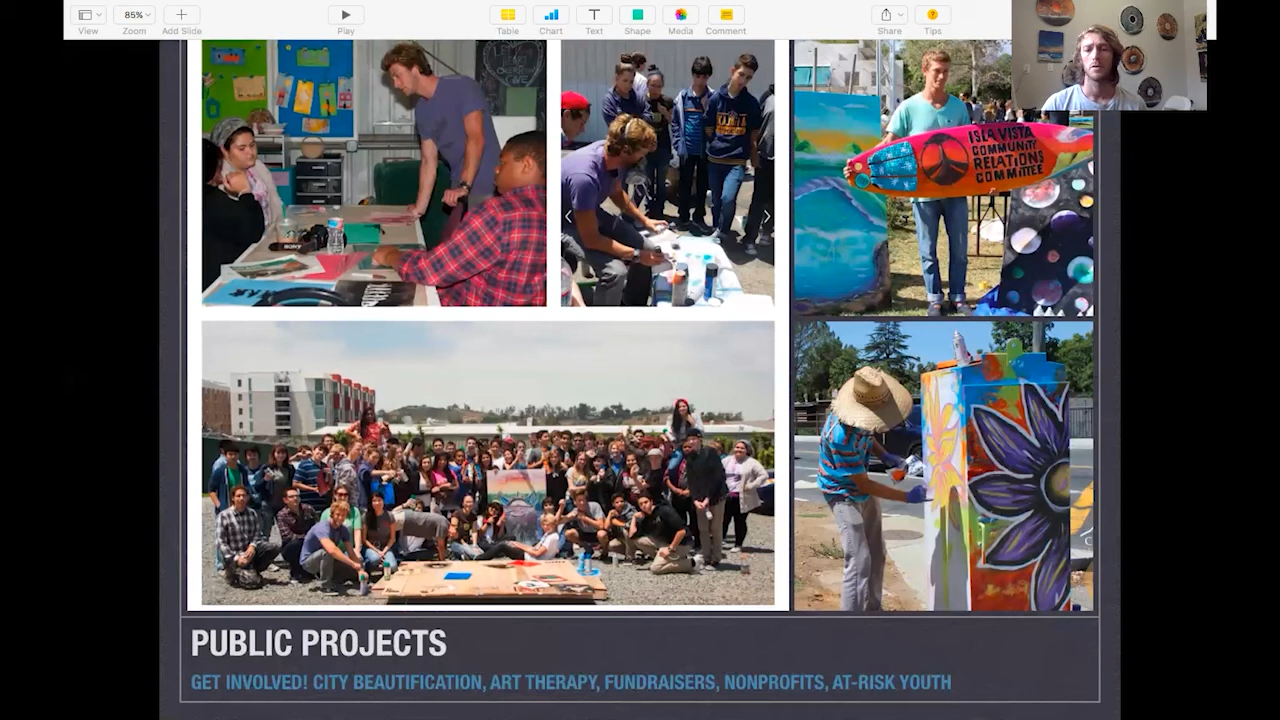 View
85%
Zoom
Add Slide
Play
Table
Chart
T
Text
Shape
Media
Comment
Share
?
Tips
ISLA VISTA
COMMUNITY
RELATIONS
COMMITTEE
SONY
PUBLIC PROJECTS
GET INVOLVED! CITY BEAUTIFICATION, ART THERAPY, FUNDRAISERS, NONPROFITS, AT-RISK YOUTH